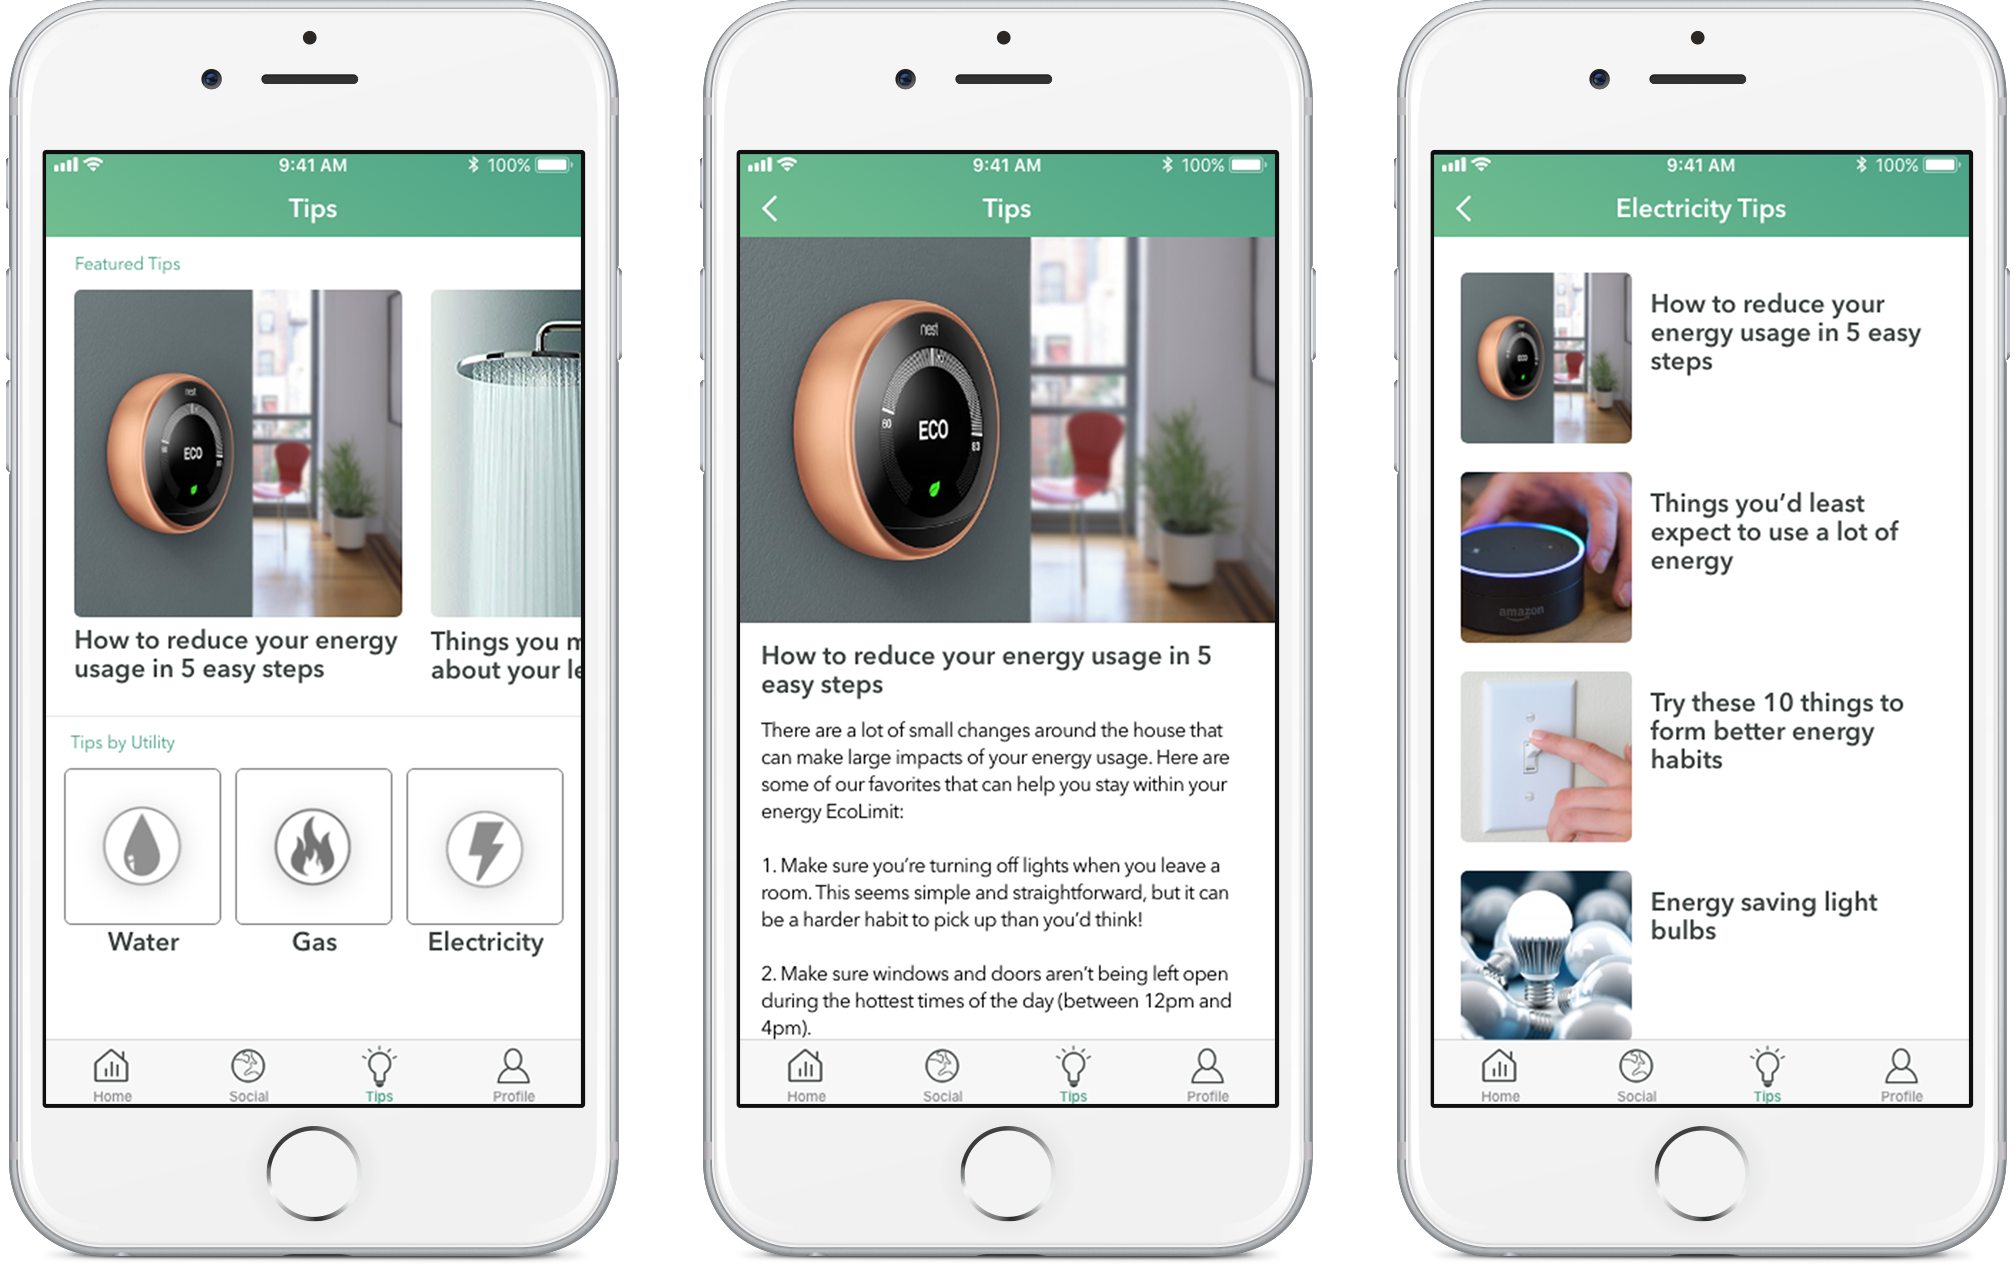 9:41 AM
100%
Tips
Featured Tips
nest
ECO
How to reduce your energy
usage in 5 easy steps
Things you
about your
Tips by Utility
Water
Gas
Electricity
Home
Social
Tips
Profile
9:41 AM
100%
Tips
nest
60
ECO
63
How to reduce your energy usage in 5
easy steps
There are a lot of small changes around the house that
can make large impacts of your energy usage. Here are
some of our favorites that can help you stay within your
energy EcoLimit:
1. Make sure you’re turning off lights when you leave a
room. This seems simple and straightforward, but it can
be a harder habit to pick up than you’d think!
2. Make sure windows and doors aren’t being left open
during the hottest times of the day (between 12pm and
4pm).
Home
Social
Tips
Profile
9:41 AM
100%
Electricity Tips
ECO
How to reduce your
energy usage in 5 easy
steps
amazon
Things you’d least
expect to use a lot of
energy
Try these 10 things to
form better energy
habits
Energy saving light
bulbs
Home
Social
Tips
Profile